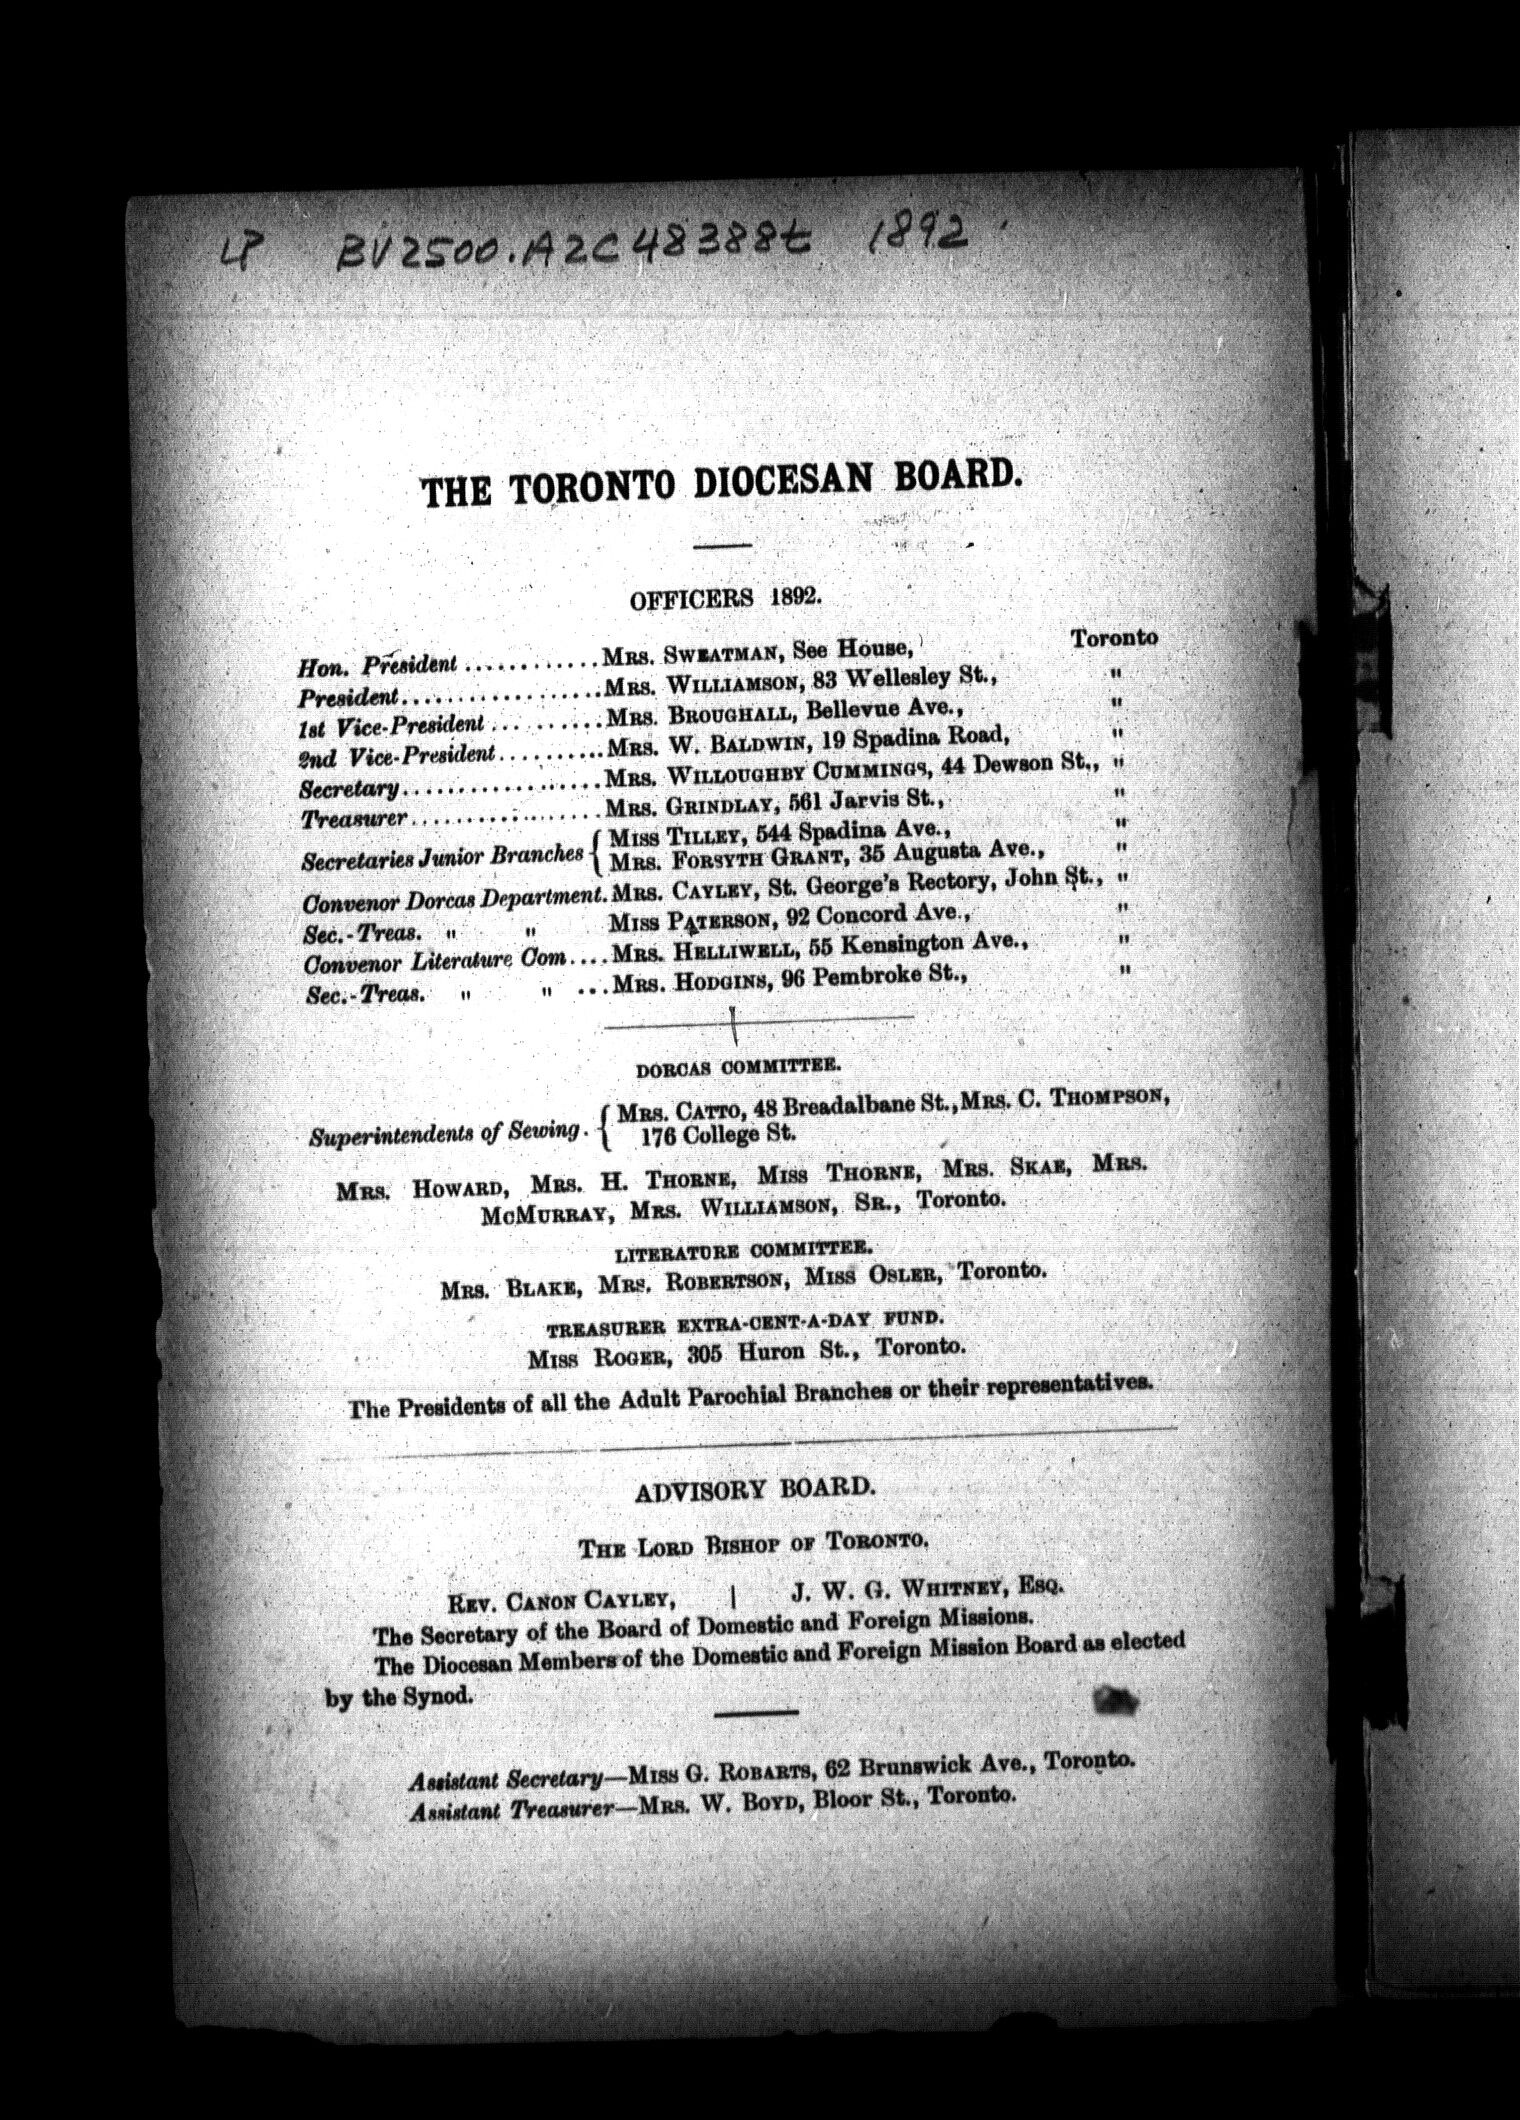 LP BV2500.A2C48388t 1892
THE TORONTO DIOCESAN BOARD.
OFFICERS 1892.
Hon. President ............ MRS. SWEATMAN, See House, Toronto
President.................. MRS. WILLIAMSON, 83 Wellesley St., "
1st Vice-President .......... MRS. BROUGHALL, Bellevue Ave., "
2nd Vice-President.......... MRS. W. BALDWIN, 19 Spadina Road, "
Secretary.................. MRS. WILLOUGHBY CUMMINGS, 44 Dewson St., "
Treasurer.................. MRS. GRINDLAY, 561 Jarvis St., "
Secretaries Junior Branches { MISS TILLEY, 544 Spadina Ave., "
MRS. FORSYTH GRANT, 35 Augusta Ave., "
Convenor Dorcas Department. MRS. CAYLEY, St. George's Rectory, John St., "
Sec.-Treas. " " MISS PATERSON, 92 Concord Ave., "
Convenor Literature Com.... MRS. HELLIWELL, 55 Kensington Ave., "
Sec.-Treas. " " ... MRS. HODGINS, 96 Pembroke St., "
DORCAS COMMITTEE.
Superintendents of Sewing. { MRS. CATTO, 48 Breadalbane St., MRS. C. THOMPSON,
176 College St.
MRS. HOWARD, MRS. H. THORNE, MISS THORNE, MRS. SKAE, MRS.
MCMURRAY, MRS. WILLIAMSON, SR., Toronto.
LITERATURE COMMITTEE.
MRS. BLAKE, MRS. ROBERTSON, MISS OSLER, Toronto.
TREASURER EXTRA-CENT-A-DAY FUND.
MISS ROGER, 305 Huron St., Toronto.
The Presidents of all the Adult Parochial Branches or their representatives.
ADVISORY BOARD.
THE LORD BISHOP OF TORONTO.
REV. CANON CAYLEY, | J. W. G. WHITNEY, ESQ.
The Secretary of the Board of Domestic and Foreign Missions.
The Diocesan Members of the Domestic and Foreign Mission Board as elected
by the Synod.
Assistant Secretary—MISS G. ROBARTS, 62 Brunswick Ave., Toronto.
Assistant Treasurer—MRS. W. BOYD, Bloor St., Toronto.